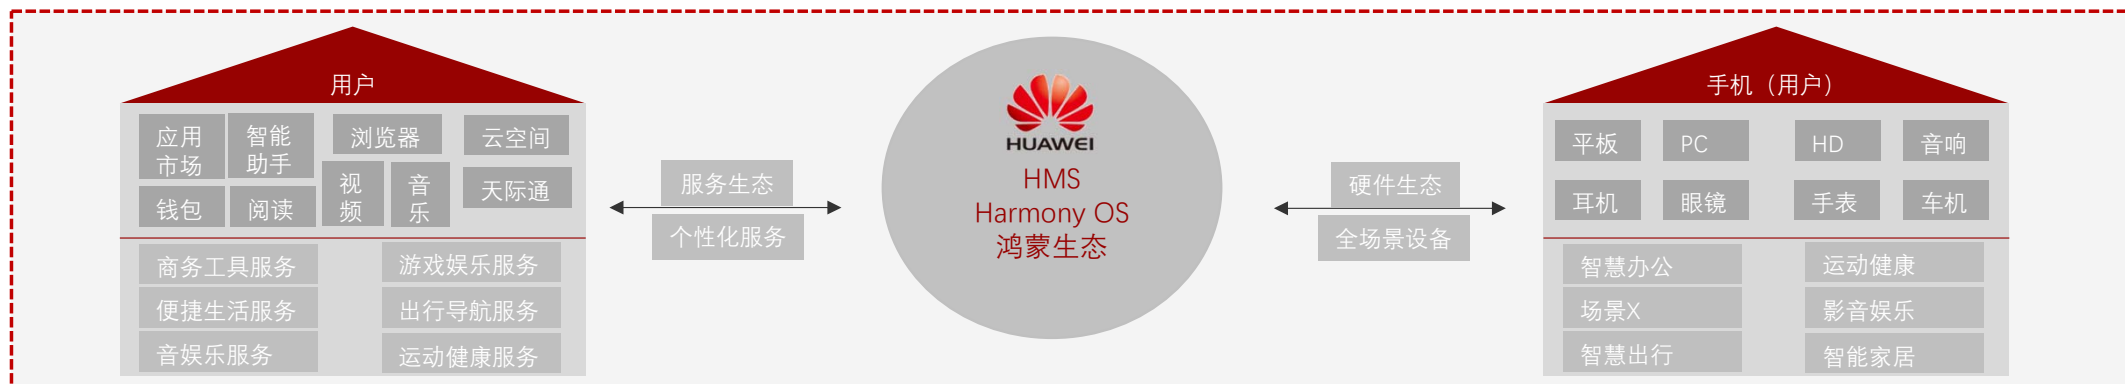 用户
应用
市场
智能
助手
浏览器
云空间
钱包
阅读
视
频
音
乐
天际通
商务工具服务
游戏娱乐服务
便捷生活服务
出行导航服务
音娱乐服务
运动健康服务
服务生态
个性化服务
HUAWEI
HMS
Harmony OS
鸿蒙生态
硬件生态
全场景设备
手机（用户）
平板
PC
HD
音响
耳机
眼镜
手表
车机
智慧办公
运动健康
场景X
影音娱乐
智慧出行
智能家居